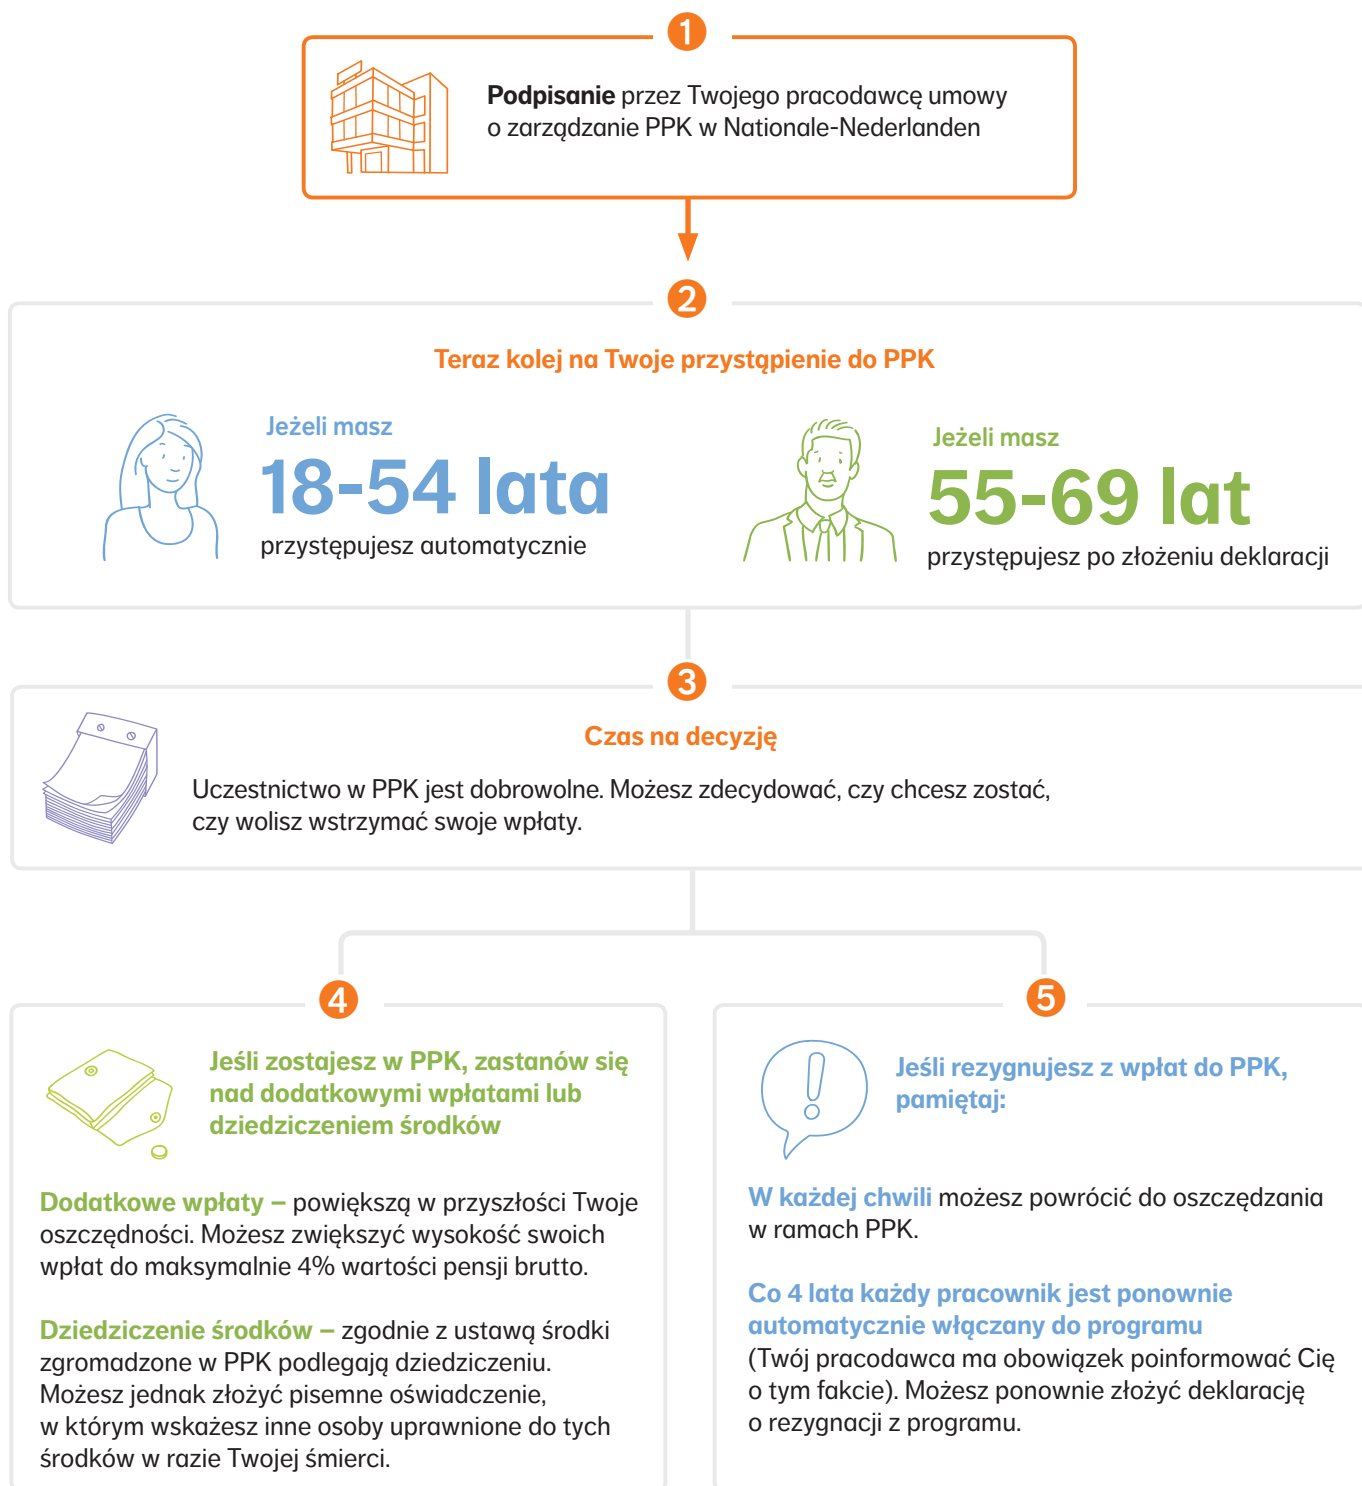 1
Podpisanie przez Twojego pracodawcę umowy
o zarządzanie PPK w Nationale-Nederlanden
2
Teraz kolej na Twoje przystąpienie do PPK
Jeżeli masz
18-54 lata
przystępujesz automatycznie
Jeżeli masz
55-69 lat
przystępujesz po złożeniu deklaracji
3
Czas na decyzję
Uczestnictwo w PPK jest dobrowolne. Możesz zdecydować, czy chcesz zostać,
czy wolisz wstrzymać swoje wpłaty.
4
Jeśli zostajesz w PPK, zastanów się
nad dodatkowymi wpłatami lub
dziedziczeniem środków
Dodatkowe wpłaty – powiększą w przyszłości Twoje
oszczędności. Możesz zwiększyć wysokość swoich
wpłat do maksymalnie 4% wartości pensji brutto.
Dziedziczenie środków – zgodnie z ustawą środki
zgromadzone w PPK podlegają dziedziczeniu.
Możesz jednak złożyć pisemne oświadczenie,
w którym wskażesz inne osoby uprawnione do tych
środków w razie Twojej śmierci.
5
Jeśli rezygnujesz z wpłat do PPK,
pamiętaj:
W każdej chwili możesz powrócić do oszczędzania
w ramach PPK.
Co 4 lata każdy pracownik jest ponownie
automatycznie włączany do programu
(Twój pracodawca ma obowiązek poinformować Cię
o tym fakcie). Możesz ponownie złożyć deklarację
o rezygnacji z programu.